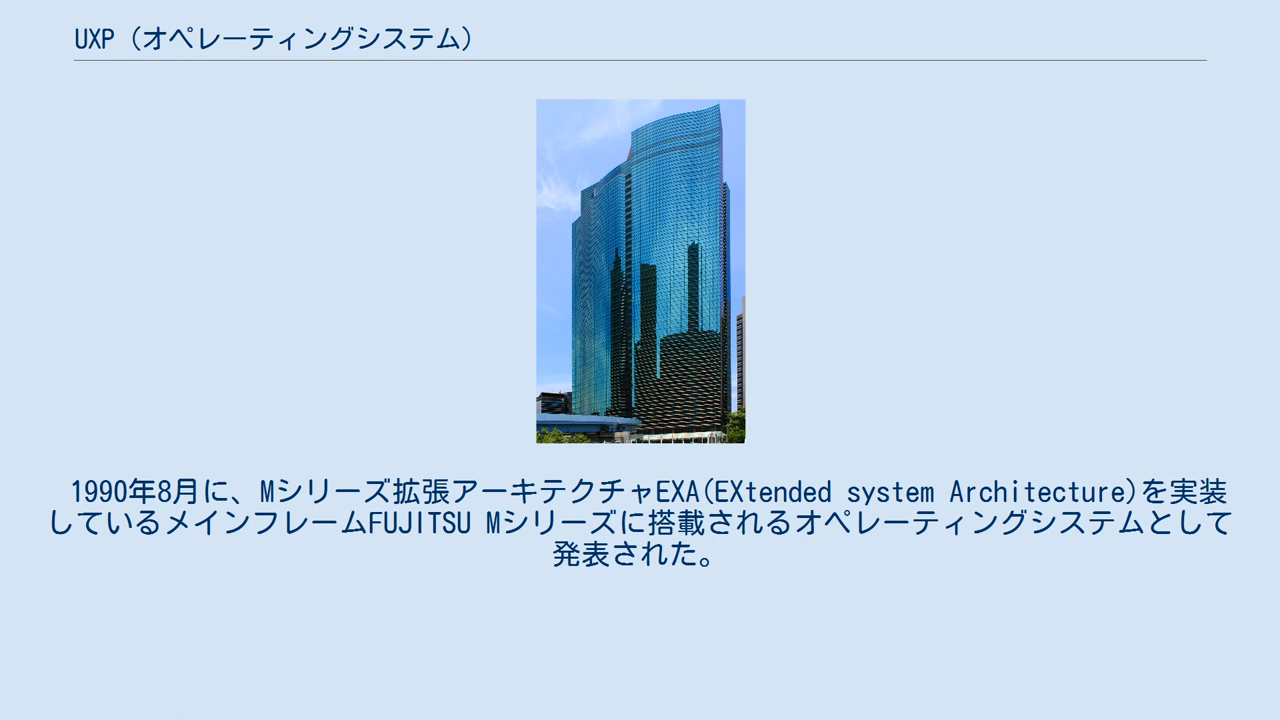 UXP（オペレーティングシステム）
1990年8月に、Mシリーズ拡張アーキテクチャEXA(EXtended system Architecture)を実装
しているメインフレームFUJITSU Mシリーズに搭載されるオペレーティングシステムとして
発表された。